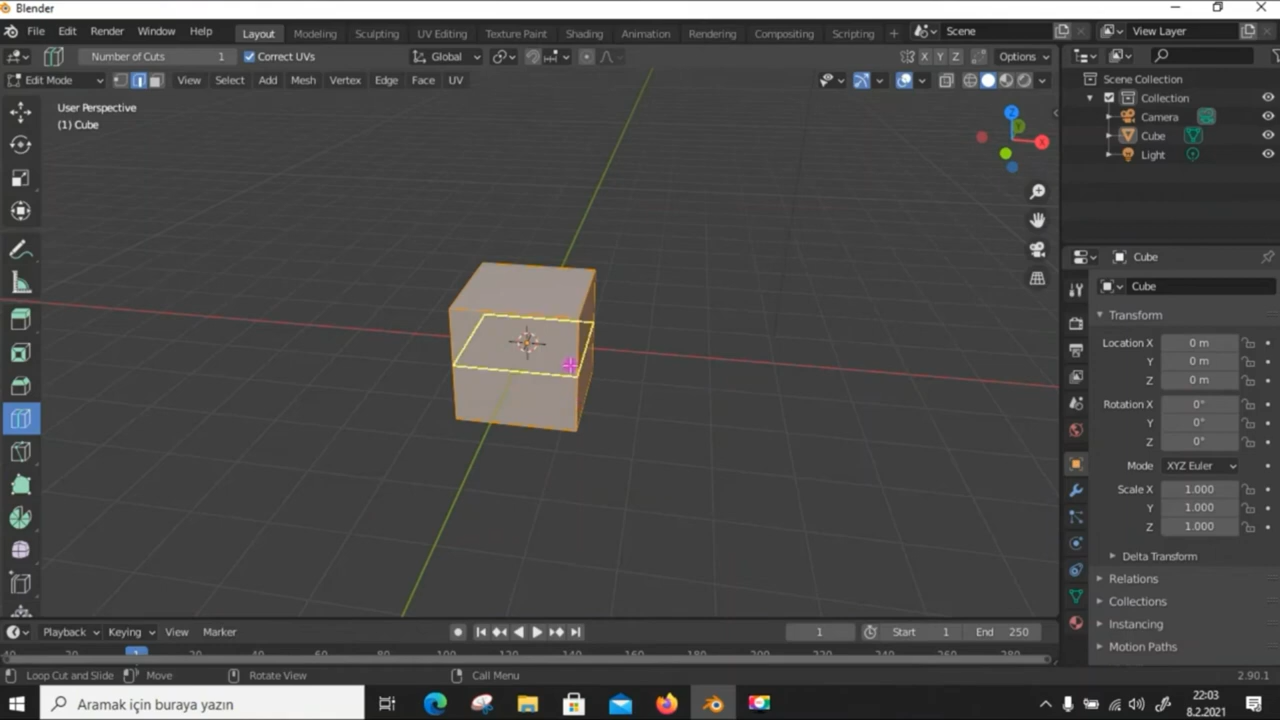 Blender
File Edit Render Window Help Layout Modeling Sculpting UV Editing Texture Paint Shading Animation Rendering Compositing Scripting + Scene View Layer
Number of Cuts 1 Correct UVs Global X Y Z Options
Edit Mode View Select Add Mesh Vertex Edge Face UV
Scene Collection
Collection
Camera
Cube
Light
User Perspective
(1) Cube
Z
Y
X
Cube
Cube
Transform
Location X 0 m
Y 0 m
Z 0 m
Rotation X 0°
Y 0°
Z 0°
Mode XYZ Euler
Scale X 1.000
Y 1.000
Z 1.000
Delta Transform
Relations
Collections
Instancing
Motion Paths
Playback Keying View Marker 1 Start 1 End 250
1
Loop Cut and Slide Move Rotate View Call Menu 2.90.1
Aramak için buraya yazın
22:03
8.2.2021